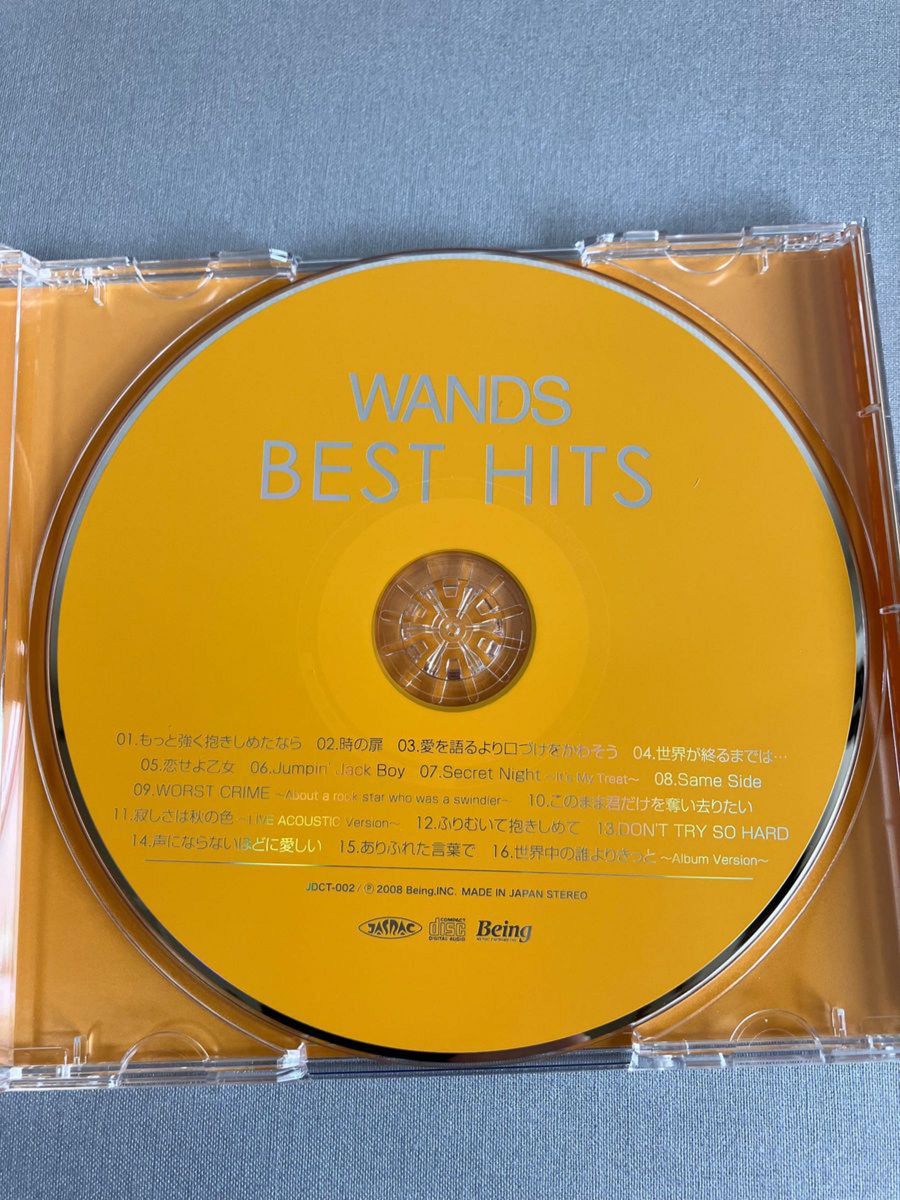 WANDS
BEST HITS
01.もっと強く抱きしめたなら 02.時の扉 03.愛を語るより口づけをかわそう 04.世界が終るまでは…
05.恋せよ乙女 06.Jumpin' Jack Boy 07.Secret Night ~It's My Treat~ 08.Same Side
09.WORST CRIME ~About a rock star who was a swindler~ 10.このまま君だけを奪い去りたい
11.寂しさは秋の色 ~LIVE ACOUSTIC Version~ 12.ふりむいて抱きしめて 13.DON'T TRY SO HARD
14.声にならないほどに愛しい 15.ありふれた言葉で 16.世界中の誰よりきっと ~Album Version~
JDCT-002 / ℗ 2008 Being,INC. MADE IN JAPAN STEREO
JASRAC COMPACT disc DIGITAL AUDIO Being